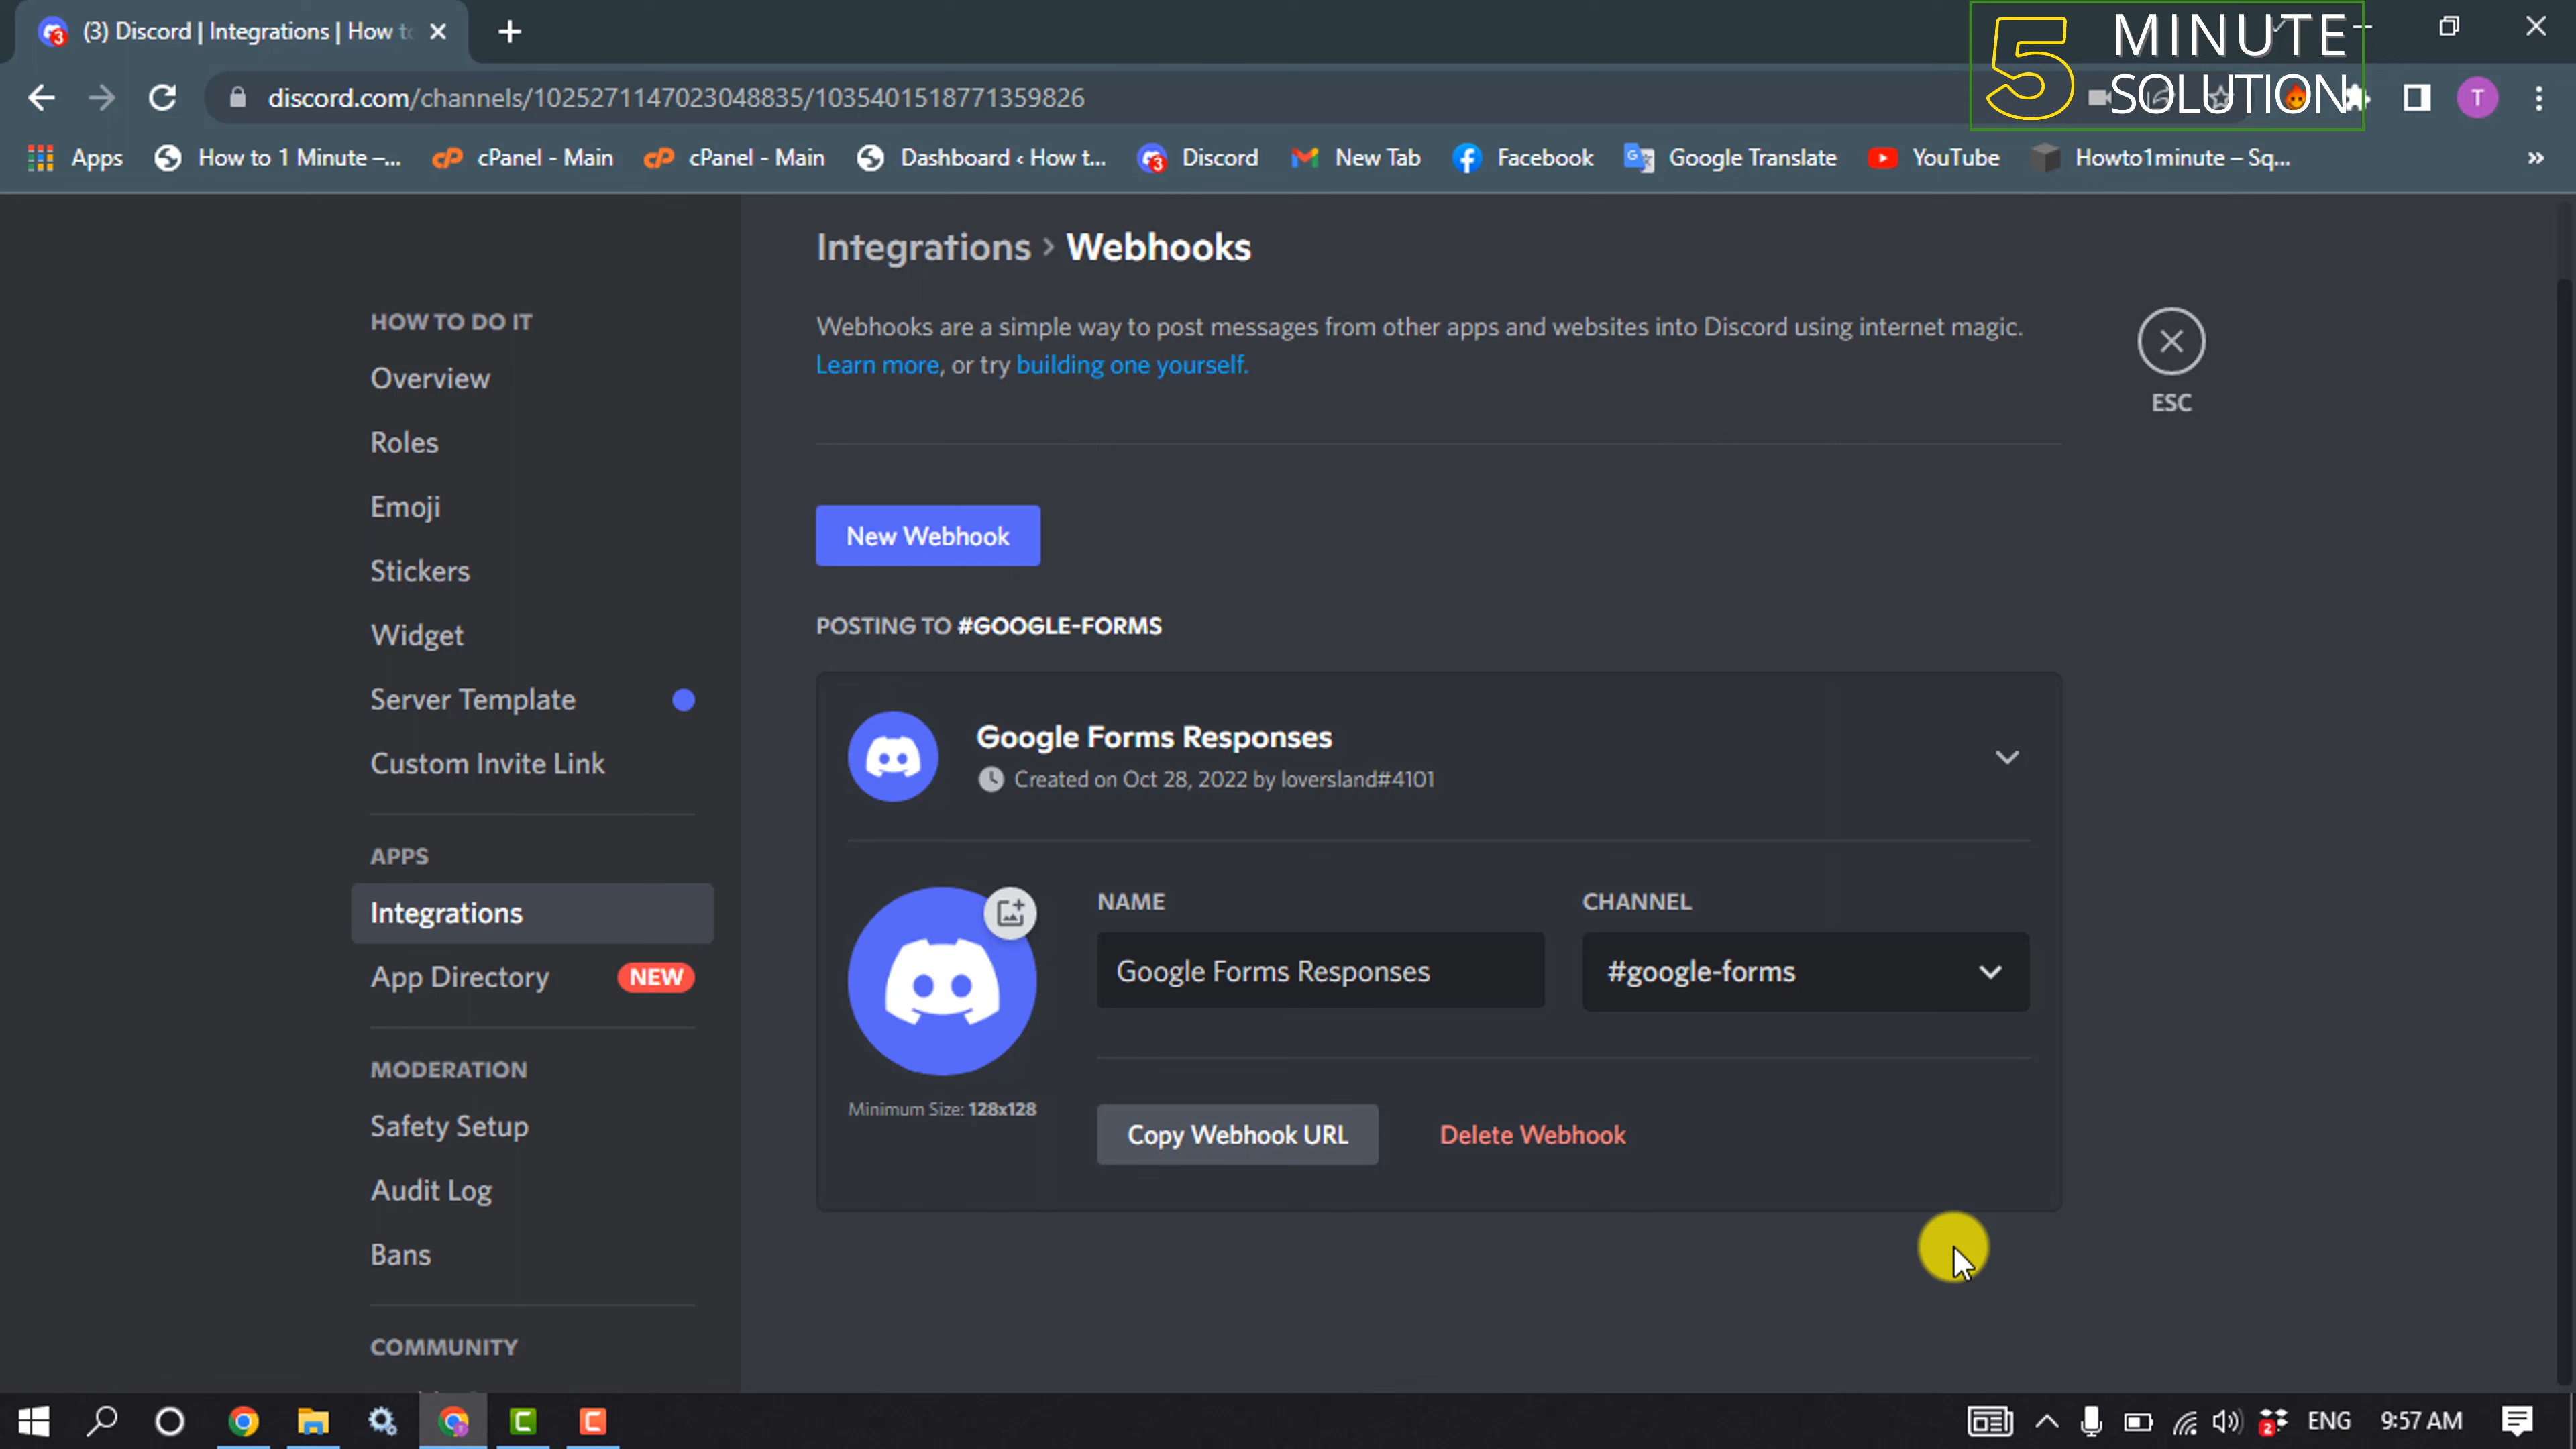 (3) Discord | Integrations | How to
5 MINUTE
SOLUTION
discord.com/channels/1025271147023048835/1035401518771359826
T
Apps
How to 1 Minute –...
cPanel - Main
cPanel - Main
Dashboard ‹ How t...
3
Discord
New Tab
Facebook
Google Translate
YouTube
Howto1minute – Sq...
»
Integrations › Webhooks
Webhooks are a simple way to post messages from other apps and websites into Discord using internet magic.
Learn more, or try building one yourself.
ESC
HOW TO DO IT
Overview
Roles
Emoji
Stickers
Widget
Server Template
Custom Invite Link
APPS
Integrations
App Directory NEW
MODERATION
Safety Setup
Audit Log
Bans
COMMUNITY
New Webhook
POSTING TO #GOOGLE-FORMS
Google Forms Responses
Created on Oct 28, 2022 by loversland#4101
NAME
Google Forms Responses
CHANNEL
#google-forms
Minimum Size: 128x128
Copy Webhook URL
Delete Webhook
2
ENG
9:57 AM